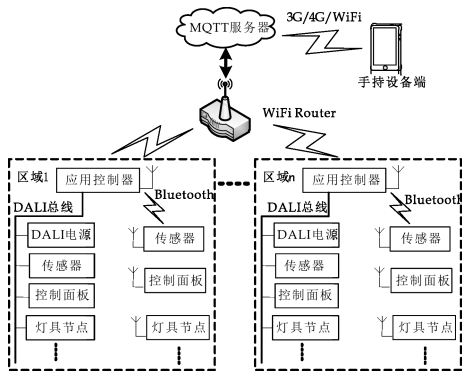 MQTT服务器
3G/4G/WiFi
手持设备端
WiFi Router
区域1
应用控制器
Bluetooth
DALI总线
DALI电源
传感器
控制面板
灯具节点
传感器
控制面板
灯具节点
区域n
应用控制器
Bluetooth
DALI总线
DALI电源
传感器
控制面板
灯具节点
传感器
控制面板
灯具节点